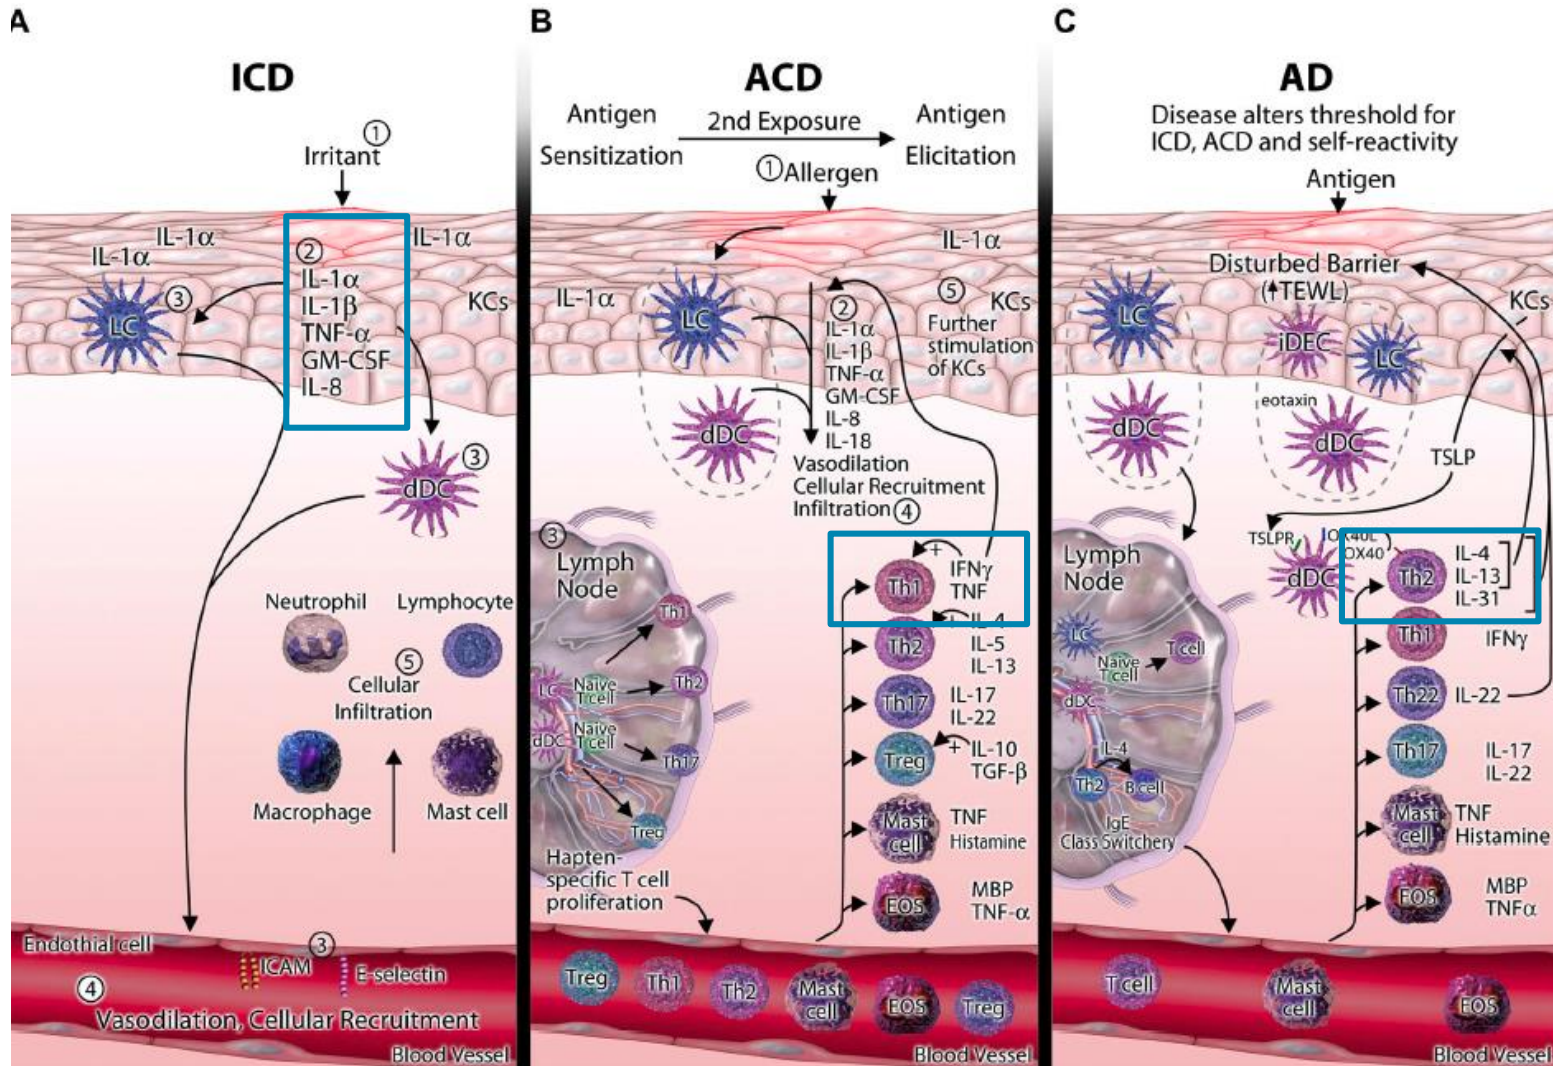 A
ICD
Irritant
①
IL-1α
IL-1α
IL-1α
②
IL-1α
IL-1β
TNF-α
GM-CSF
IL-8
③
LC
KCs
③
dDC
Neutrophil
Lymphocyte
⑤
Cellular
Infiltration
Macrophage
Mast cell
Endothial cell
③
ICAM
E-selectin
④
Vasodilation, Cellular Recruitment
Blood Vessel
B
ACD
Antigen
Sensitization
2nd Exposure
Antigen
Elicitation
①Allergen
IL-1α
IL-1α
KCs
LC
dDC
②
IL-1α
IL-1β
TNF-α
GM-CSF
IL-8
IL-18
⑤
Further
stimulation
of KCs
Vasodilation
Cellular Recruitment
Infiltration④
③
Lymph
Node
Th1
Th2
Th17
Treg
LC
dDC
Naive
T cell
Naive
T cell
Hapten-
specific T cell
proliferation
Th1
+
IFNγ
TNF
Th2
+
IL-4
IL-5
IL-13
Th17
IL-17
IL-22
Treg
+
IL-10
TGF-β
Mast
cell
TNF
Histamine
EOS
MBP
TNF-α
Treg
Th1
Th2
Mast
cell
EOS
Treg
Blood Vessel
C
AD
Disease alters threshold for
ICD, ACD and self-reactivity
Antigen
Disturbed Barrier
(↑TEWL)
KCs
LC
iDEC
LC
dDC
eotaxin
dDC
TSLP
TSLPR
OX40L
OX40
dDC
Lymph
Node
LC
Naive
T cell
T cell
dDC
IL-4
Th2
B cell
IgE
Class Switchery
Th2
IL-4
IL-13
IL-31
Th1
IFNγ
Th22
IL-22
Th17
IL-17
IL-22
Mast
cell
TNF
Histamine
EOS
MBP
TNFα
T cell
Mast
cell
EOS
Blood Vessel